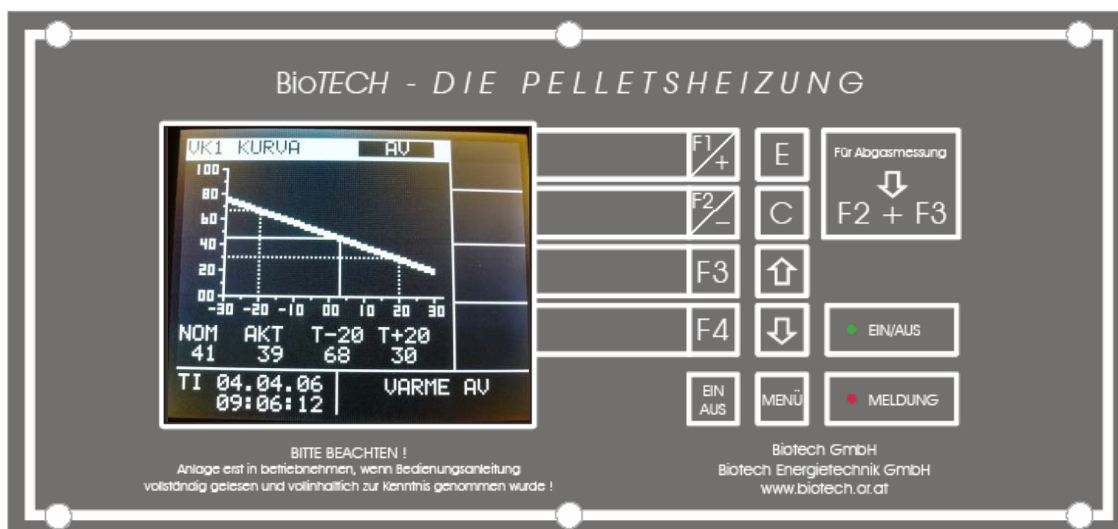 BioTECH - DIE PELLETSHEIZUNG
VK1 KURVA AV
100
80
60
40
20
00
-30 -20 -10 00 10 20 30
NOM AKT T-20 T+20
41 39 68 30
TI 04.04.06
09:06:12
VARME AV
F1/+
E
F2/-
C
F3
F4
EIN
AUS
MENÜ
Für Abgasmessung
F2 + F3
EIN/AUS
MELDUNG
BITTE BEACHTEN !
Anlage erst in betriebnehmen, wenn Bedienungsanleitung
vollständig gelesen und vollinhaltlich zur Kenntnis genommen wurde !
Biotech GmbH
Biotech Energietechnik GmbH
www.biotech.or.at